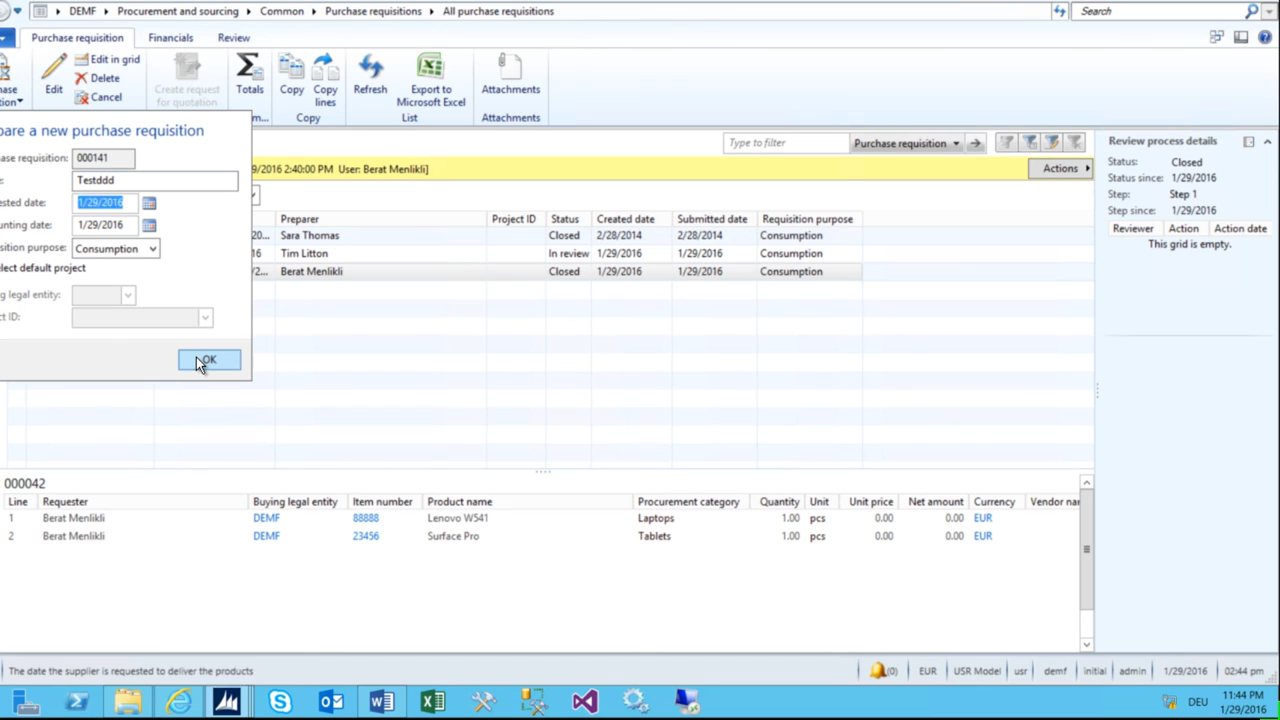 DEMF Procurement and sourcing Common Purchase requisitions All purchase requisitions Search
Purchase requisition Financials Review
Edit in grid
Delete
Cancel
Edit
Create request for quotation
Totals
Copy
Copy lines
Refresh
Export to Microsoft Excel
Attachments
Copy List Attachments
pare a new purchase requisition
ase requisition: 000141
Testddd
ested date: 1/29/2016
unting date: 1/29/2016
sition purpose: Consumption
elect default project
g legal entity:
ct ID:
OK
Type to filter Purchase requisition
9/2016 2:40:00 PM User: Berat Menlikli] Actions
Preparer Project ID Status Created date Submitted date Requisition purpose
20... Sara Thomas Closed 2/28/2014 2/28/2014 Consumption
16 Tim Litton In review 1/29/2016 1/29/2016 Consumption
/2... Berat Menlikli Closed 1/29/2016 1/29/2016 Consumption
Review process details
Status: Closed
Status since: 1/29/2016
Step: Step 1
Step since: 1/29/2016
Reviewer Action Action date
This grid is empty.
000042
Line Requester Buying legal entity Item number Product name Procurement category Quantity Unit Unit price Net amount Currency Vendor nar
1 Berat Menlikli DEMF 88888 Lenovo W541 Laptops 1.00 pcs 0.00 0.00 EUR
2 Berat Menlikli DEMF 23456 Surface Pro Tablets 1.00 pcs 0.00 0.00 EUR
The date the supplier is requested to deliver the products (0) EUR USR Model usr demf initial admin 1/29/2016 02:44 pm
DEU 11:44 PM
1/29/2016